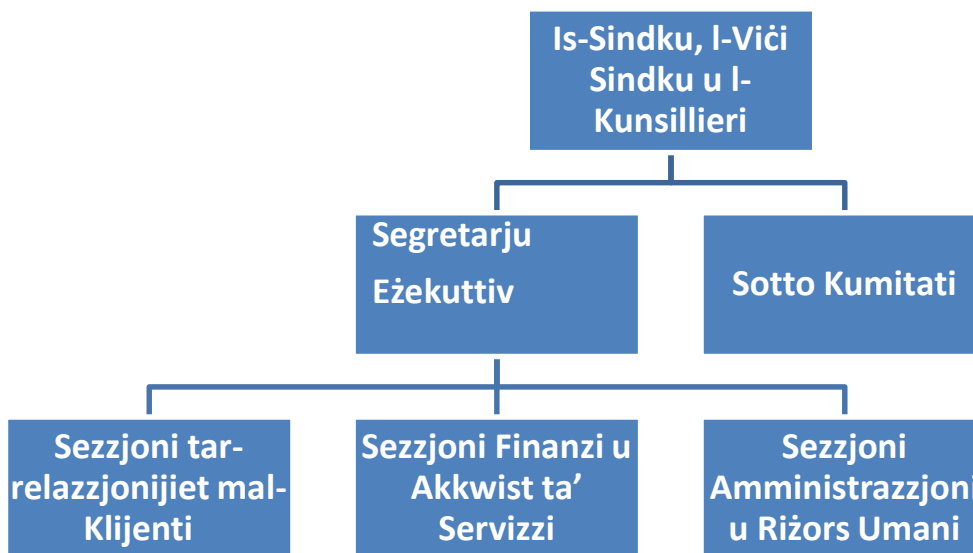 Is-Sindku, l-Viċi
Sindku u l-
Kunsillieri
Segretarju
Eżekuttiv
Sotto Kumitati
Sezzjoni tar-
relazzjonijiet mal-
Klijenti
Sezzjoni Finanzi u
Akkwist ta’
Servizzi
Sezzjoni
Amministrazzjoni
u Riżors Umani